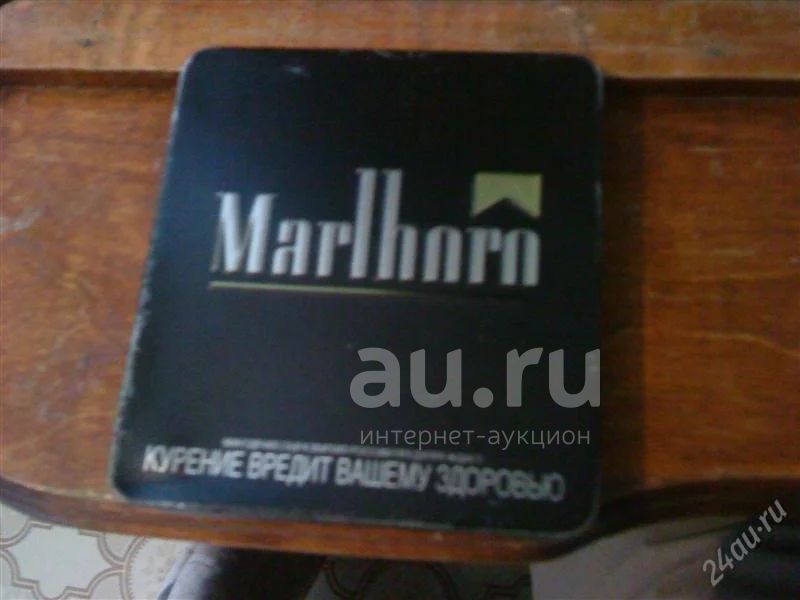 Marlboro
au.ru
интернет-аукцион
КУРЕНИЕ ВРЕДИТ ВАШЕМУ ЗДОРОВЬЮ
24au.ru